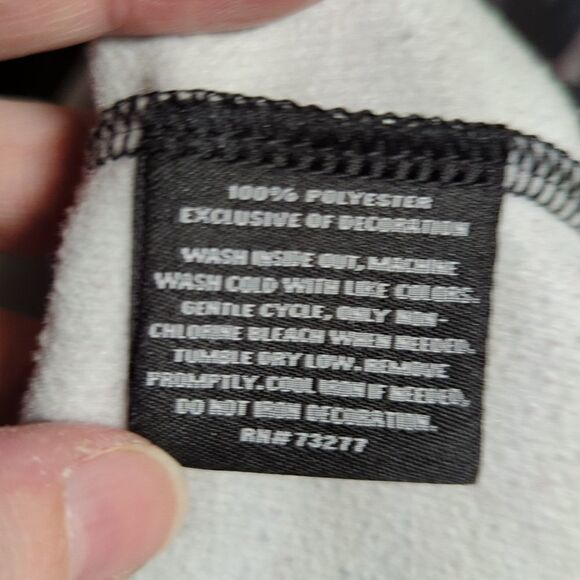 100% POLYESTER
EXCLUSIVE OF DECORATION
WASH INSIDE OUT, MACHINE
WASH COLD WITH LIKE COLORS.
GENTLE CYCLE, ONLY NON-
CHLORINE BLEACH WHEN NEEDED.
TUMBLE DRY LOW. REMOVE
PROMPTLY. COOL IRON IF NEEDED.
DO NOT IRON DECORATION.
RN# 73277